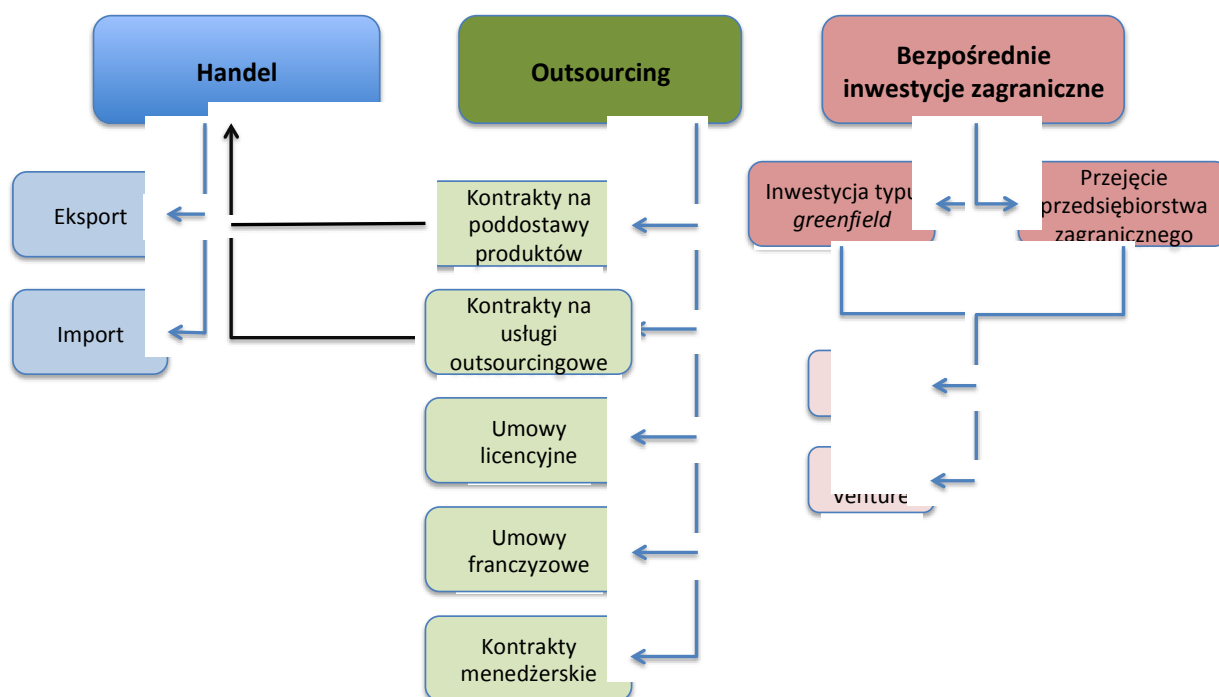 Handel
Outsourcing
Bezpośrednie
inwestycje zagraniczne
Eksport
Import
Kontrakty na
poddostawy
produktów
Kontrakty na
usługi
outsourcingowe
Umowy
licencyjne
Umowy
franczyzowe
Kontrakty
menedżerskie
Inwestycja typu
greenfield
Przejęcie
przedsiębiorstwa
zagranicznego
venture